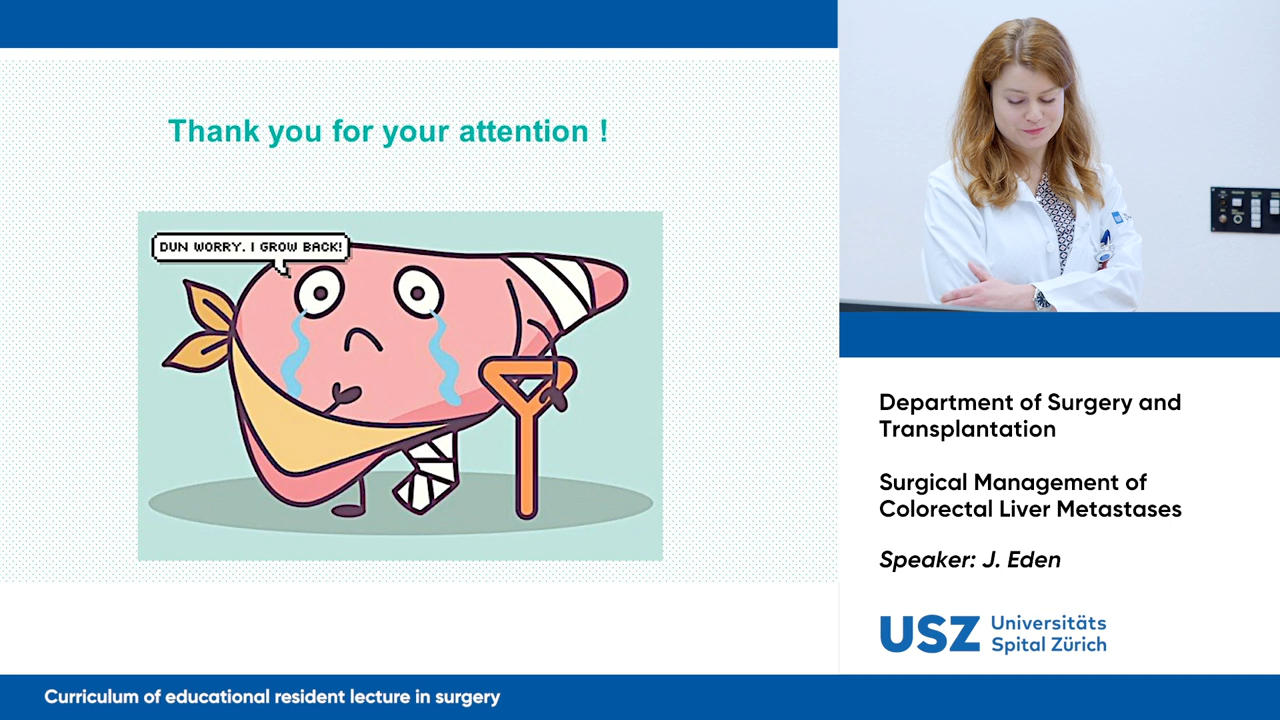 Thank you for your attention !
DUN WORRY. I GROW BACK!
Department of Surgery and
Transplantation
Surgical Management of
Colorectal Liver Metastases
Speaker: J. Eden
USZ Universitäts
Spital Zürich
Curriculum of educational resident lecture in surgery